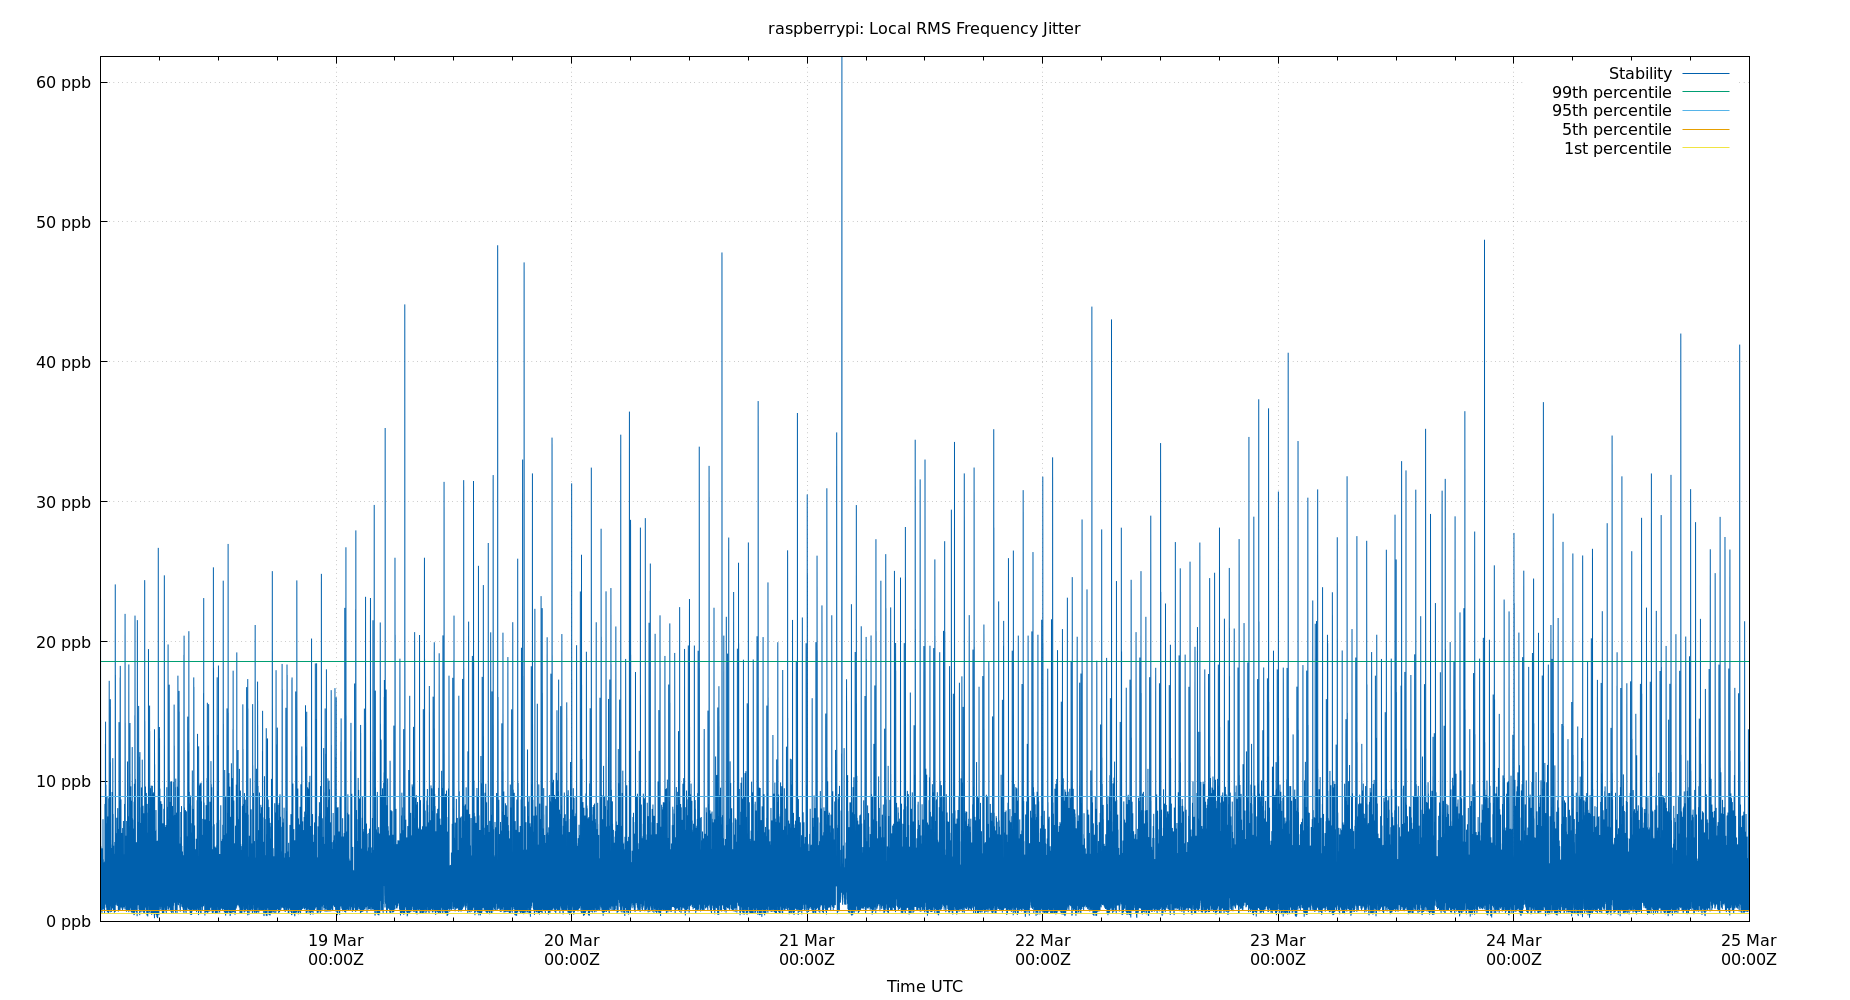 raspberrypi: Local RMS Frequency Jitter
Stability
99th percentile
95th percentile
5th percentile
1st percentile
60 ppb
50 ppb
40 ppb
30 ppb
20 ppb
10 ppb
0 ppb
19 Mar 20 Mar 21 Mar 22 Mar 23 Mar 24 Mar 25 Mar
00:00Z 00:00Z 00:00Z 00:00Z 00:00Z 00:00Z 00:00Z
Time UTC